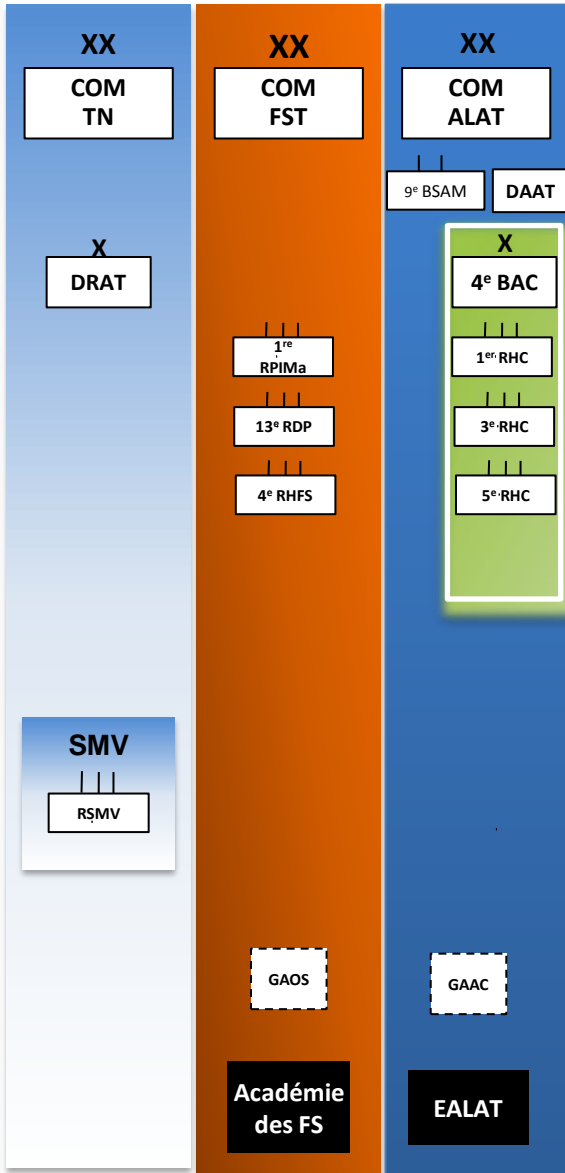 XX
COM
TN
X
DRAT
SMV
RSMV
XX
COM
FST
1re
RPIMa
13e RDP
4e RHFS
GAOS
Académie
des FS
XX
COM
ALAT
9e BSAM
DAAT
X
4e BAC
1er RHC
3e RHC
5e RHC
GAAC
EALAT